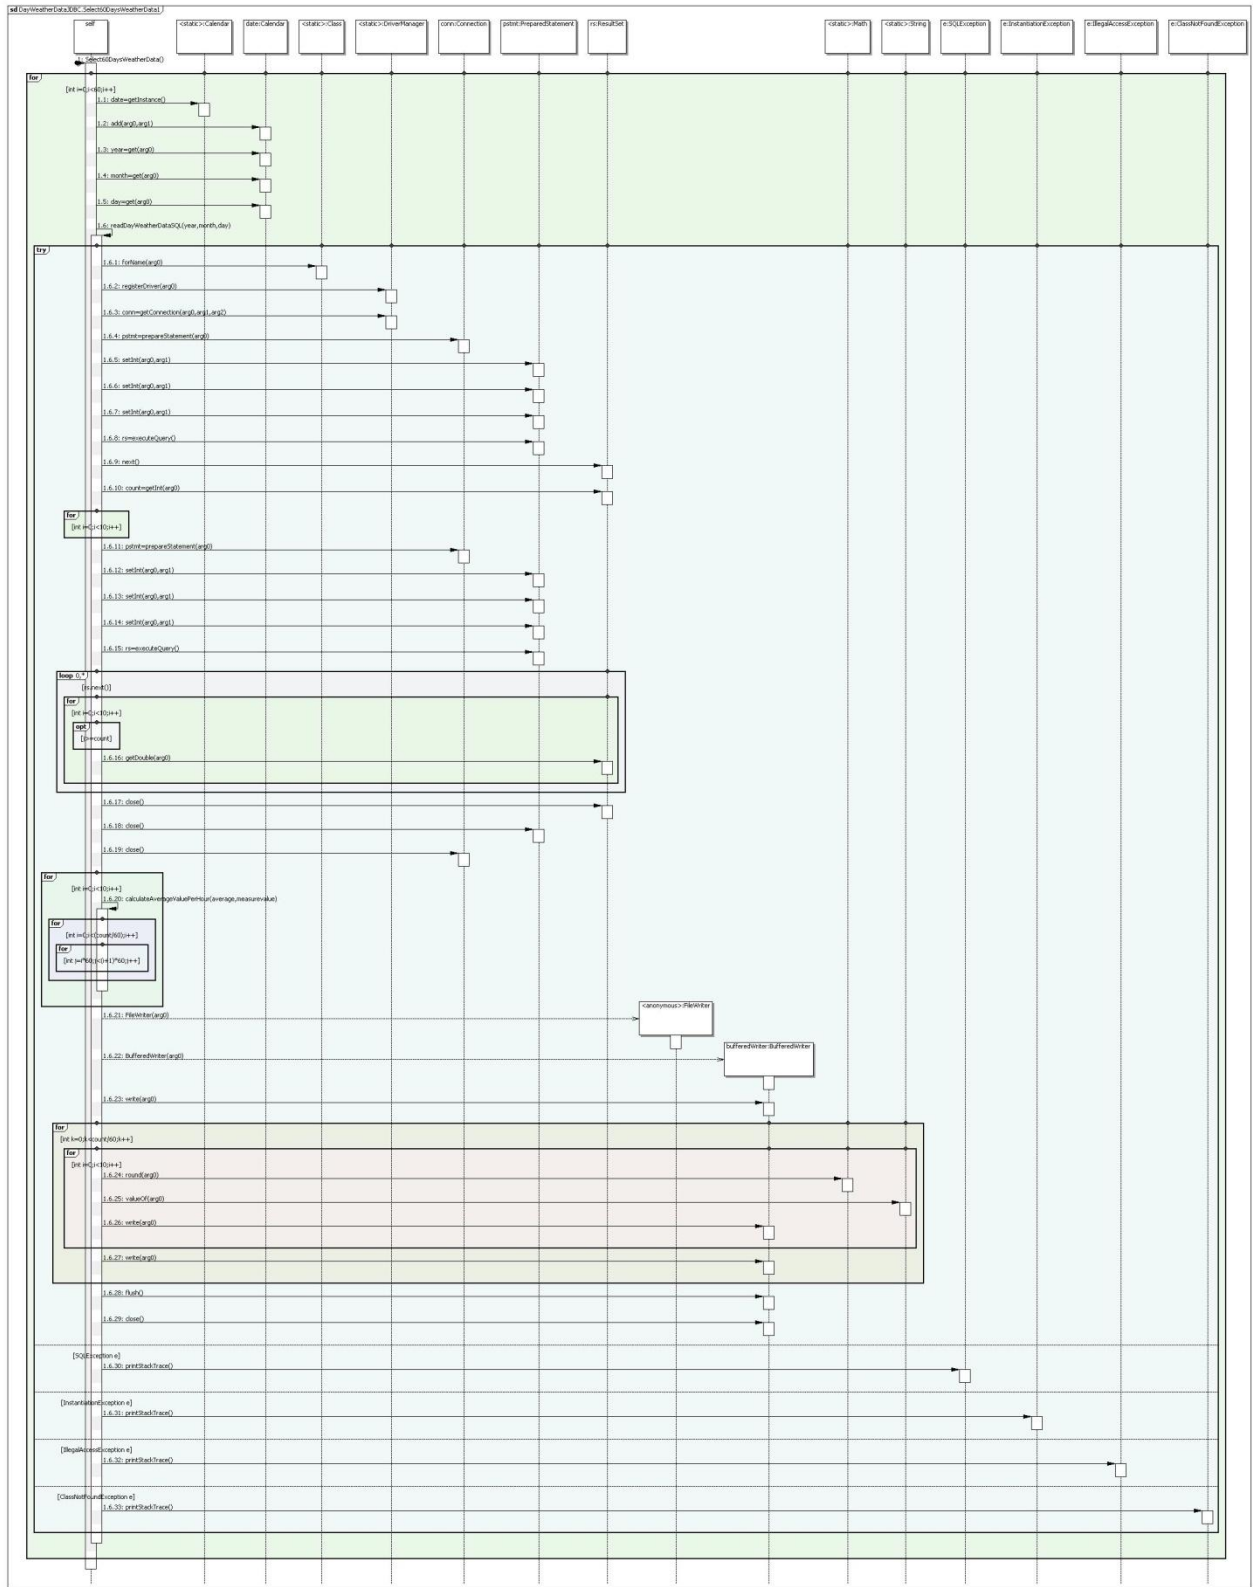 sd DayWeatherDataJDBC.Select60DaysWeatherData1
self
<static>:Calendar
date:Calendar
<static>:Class
<static>:DriverManager
conn:Connection
pstmt:PreparedStatement
rs:ResultSet
<static>:Math
<static>:String
e:SQLException
e:InstantiationException
e:IllegalAccessException
e:ClassNotFoundException
1: Select60DaysWeatherData()
for
[int i=0;i<60;i++]
1.1: date=getInstance()
1.2: add(arg0,arg1)
1.3: year=get(arg0)
1.4: month=get(arg0)
1.5: day=get(arg0)
1.6: readDayWeatherDataSQL(year,month,day)
try
1.6.1: forName(arg0)
1.6.2: registerDriver(arg0)
1.6.3: conn=getConnection(arg0,arg1,arg2)
1.6.4: pstmt=prepareStatement(arg0)
1.6.5: setInt(arg0,arg1)
1.6.6: setInt(arg0,arg1)
1.6.7: setInt(arg0,arg1)
1.6.8: rs=executeQuery()
1.6.9: next()
1.6.10: count=getInt(arg0)
for
[int i=0;i<10;i++]
1.6.11: pstmt=prepareStatement(arg0)
1.6.12: setInt(arg0,arg1)
1.6.13: setInt(arg0,arg1)
1.6.14: setInt(arg0,arg1)
1.6.15: rs=executeQuery()
loop 0,*
[rs.next()]
for
[int i=0;i<10;i++]
opt
[j>=count]
1.6.16: getDouble(arg0)
1.6.17: close()
1.6.18: close()
1.6.19: close()
for
[int i=0;i<10;i++]
1.6.20: calculateAverageValuePerHour(average,measurevalue)
for
[int i=0;i<(count/60);i++]
for
[int j=i*60;j<(i+1)*60;j++]
<anonymous>:FileWriter
1.6.21: FileWriter(arg0)
bufferedWriter:BufferedWriter
1.6.22: BufferedWriter(arg0)
1.6.23: write(arg0)
for
[int k=0;k<count/60;k++]
for
[int i=0;i<10;i++]
1.6.24: round(arg0)
1.6.25: valueOf(arg0)
1.6.26: write(arg0)
1.6.27: write(arg0)
1.6.28: flush()
1.6.29: close()
[SQLException e]
1.6.30: printStackTrace()
[InstantiationException e]
1.6.31: printStackTrace()
[IllegalAccessException e]
1.6.32: printStackTrace()
[ClassNotFoundException e]
1.6.33: printStackTrace()